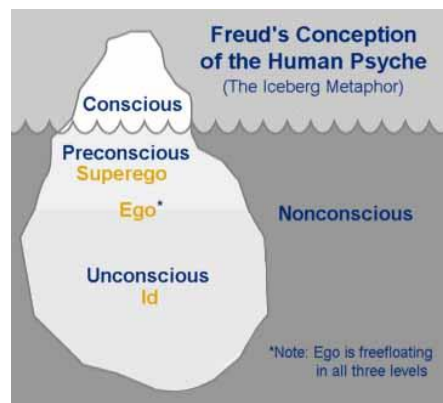 Freud's Conception
of the Human Psyche
(The Iceberg Metaphor)
Conscious
Preconscious
Superego
Ego*
Nonconscious
Unconscious
Id
*Note: Ego is freefloating
in all three levels